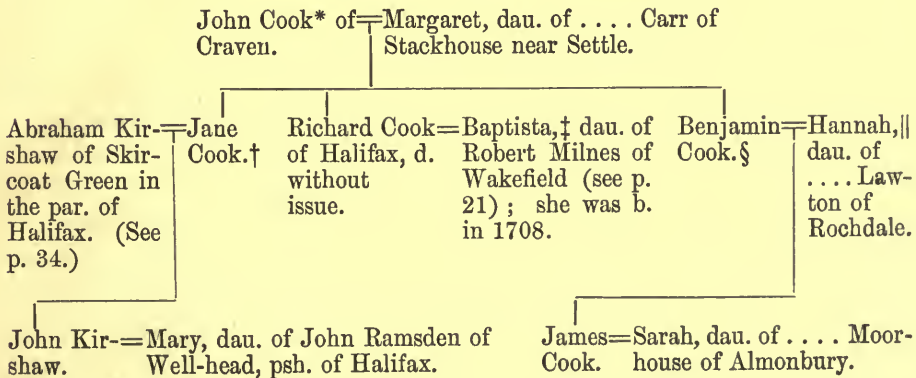 John Cook* of=Margaret, dau. of . . . . Carr of
Craven. Stackhouse near Settle.
Abraham Kir-
shaw of Skir-
coat Green in
the par. of
Halifax. (See
p. 34.)
=Jane
Cook.†
Richard Cook=
of Halifax, d.
without
issue.
Baptista,‡ dau. of
Robert Milnes of
Wakefield (see p.
21) ; she was b.
in 1708.
Benjamin=
Cook.§
Hannah,||
dau. of
. . . . Law-
ton of
Rochdale.
John Kir-=
shaw.
Mary, dau. of John Ramsden of
Well-head, psh. of Halifax.
James=
Cook.
Sarah, dau. of . . . . Moor-
house of Almonbury.